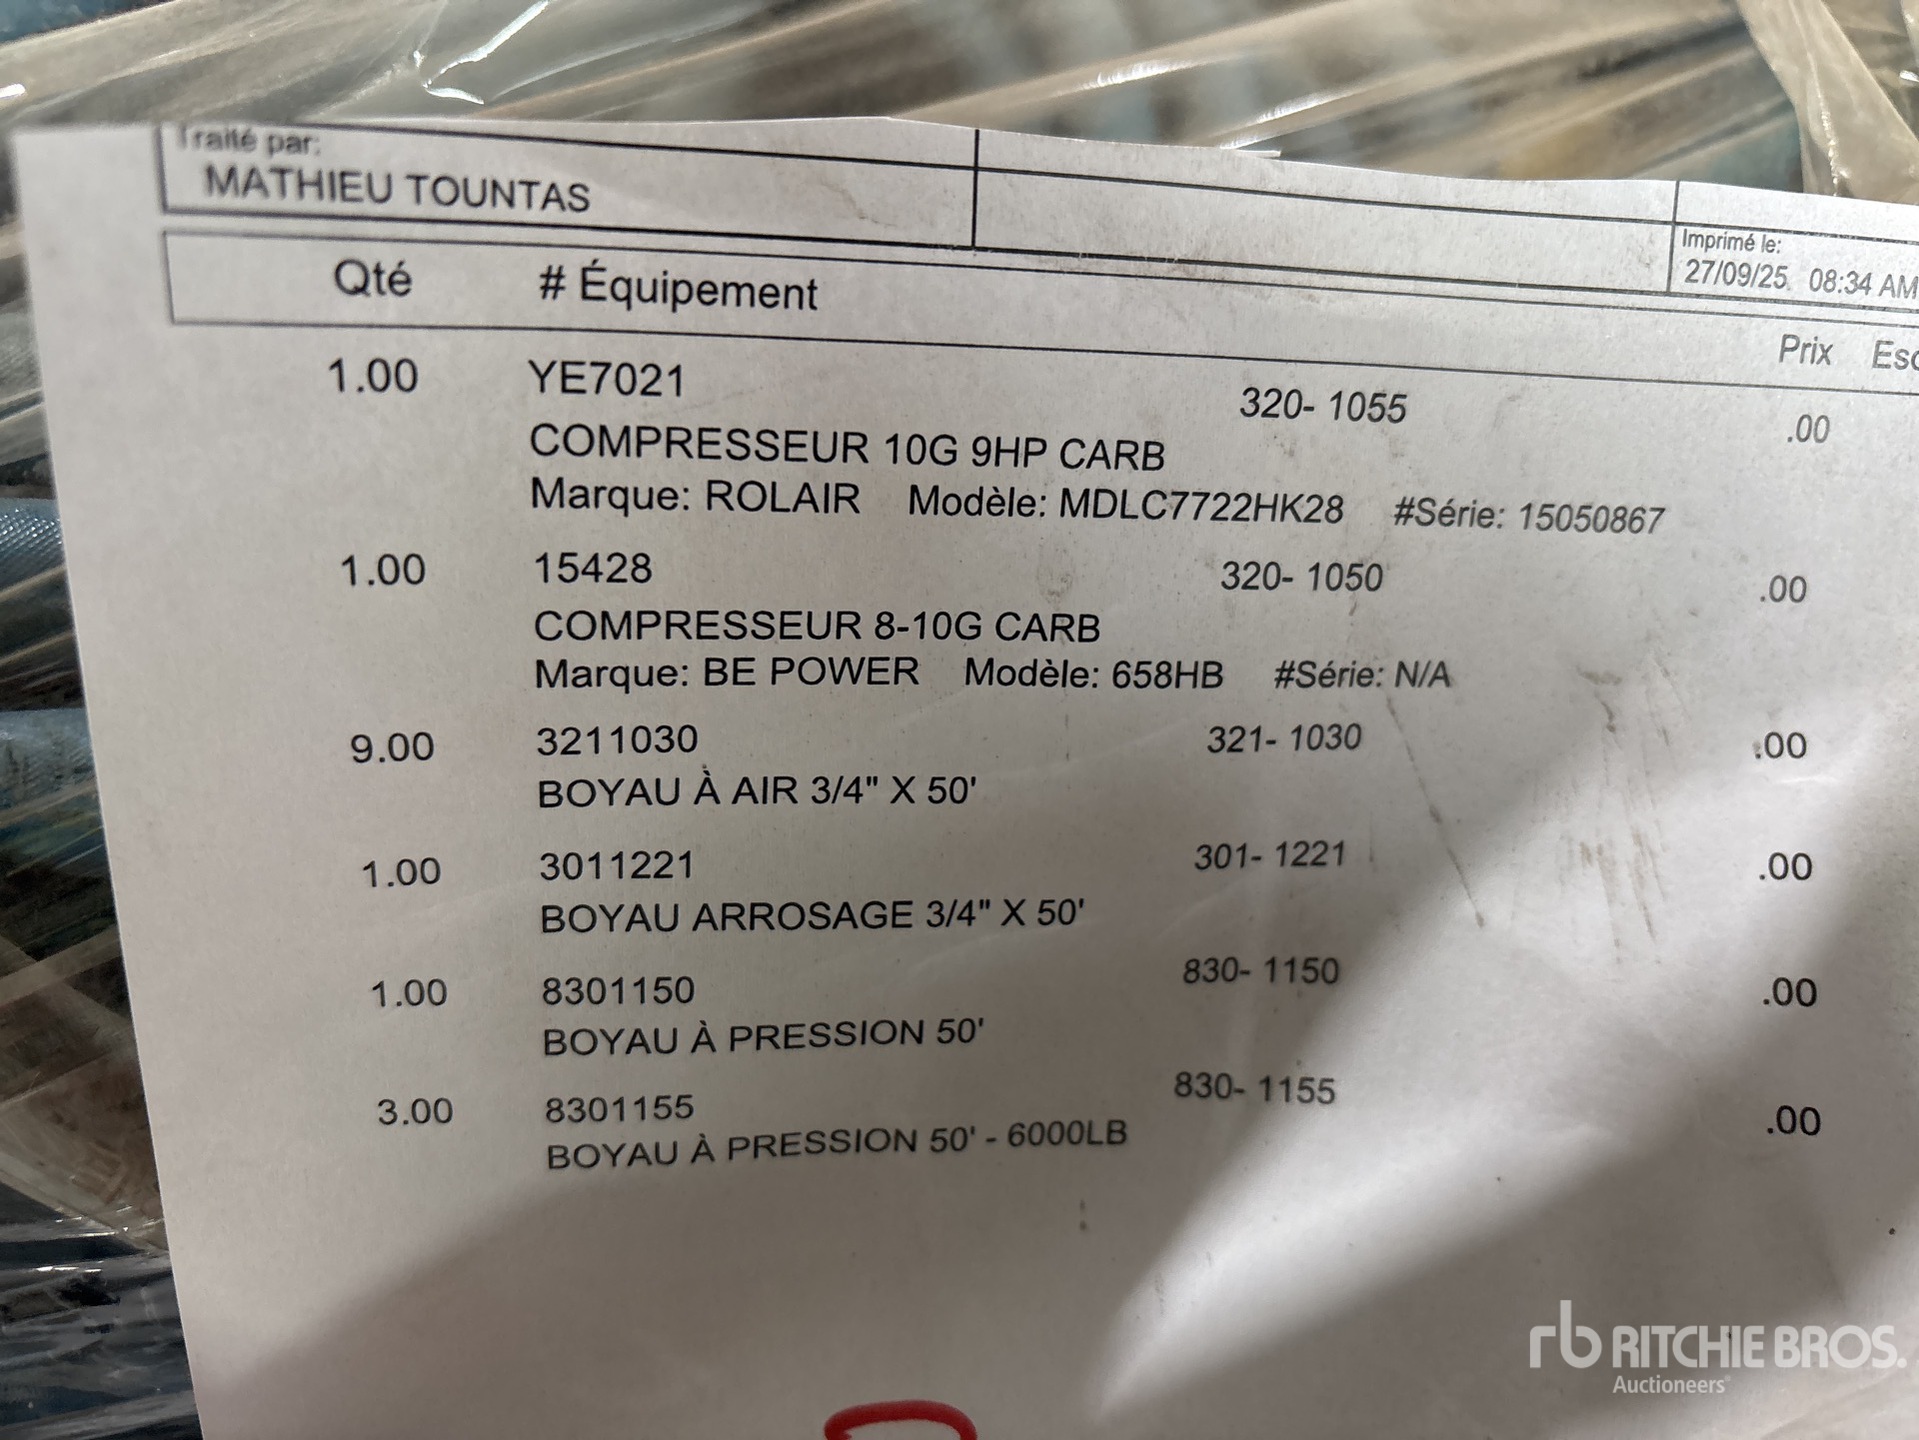 Traité par:
MATHIEU TOUNTAS
Imprimé le:
27/09/25 08:34 AM
Qté # Équipement Prix
1.00 YE7021 320- 1055 .00
COMPRESSEUR 10G 9HP CARB
Marque: ROLAIR Modèle: MDLC7722HK28 #Série: 15050867
1.00 15428 320- 1050 .00
COMPRESSEUR 8-10G CARB
Marque: BE POWER Modèle: 658HB #Série: N/A
9.00 3211030 321- 1030 .00
BOYAU À AIR 3/4" X 50'
1.00 3011221 301- 1221 .00
BOYAU ARROSAGE 3/4" X 50'
1.00 8301150 830- 1150 .00
BOYAU À PRESSION 50'
3.00 8301155 830- 1155 .00
BOYAU À PRESSION 50' - 6000LB
rb RITCHIE BROS.
Auctioneers